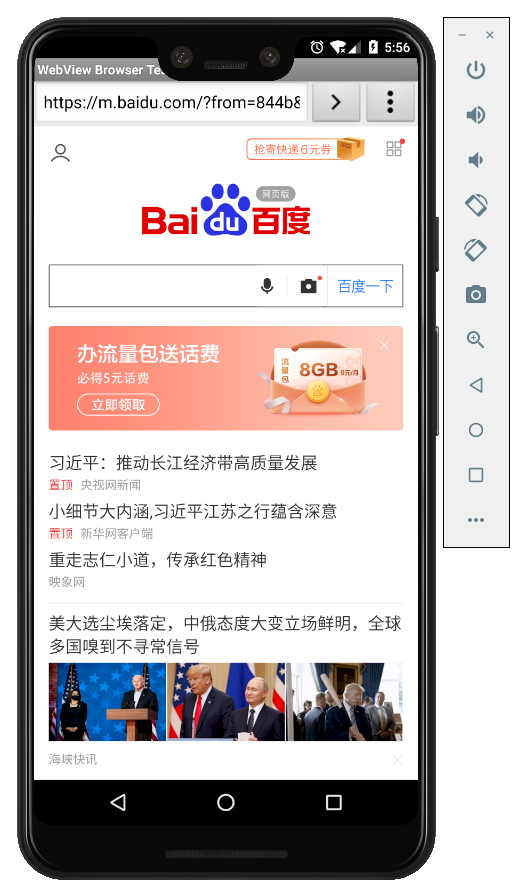 5:56
WebView Browser Te
https://m.baidu.com/?from=844b8
抢寄快递6元券
网页版
Bai du 百度
百度一下
办流量包送话费
必得5元话费
立即领取
流量包
8GB
9元/月
习近平：推动长江经济带高质量发展
置顶 央视网新闻
小细节大内涵,习近平江苏之行蕴含深意
置顶 新华网客户端
重走志仁小道，传承红色精神
映象网
美大选尘埃落定，中俄态度大变立场鲜明，全球
多国嗅到不寻常信号
海峡快讯